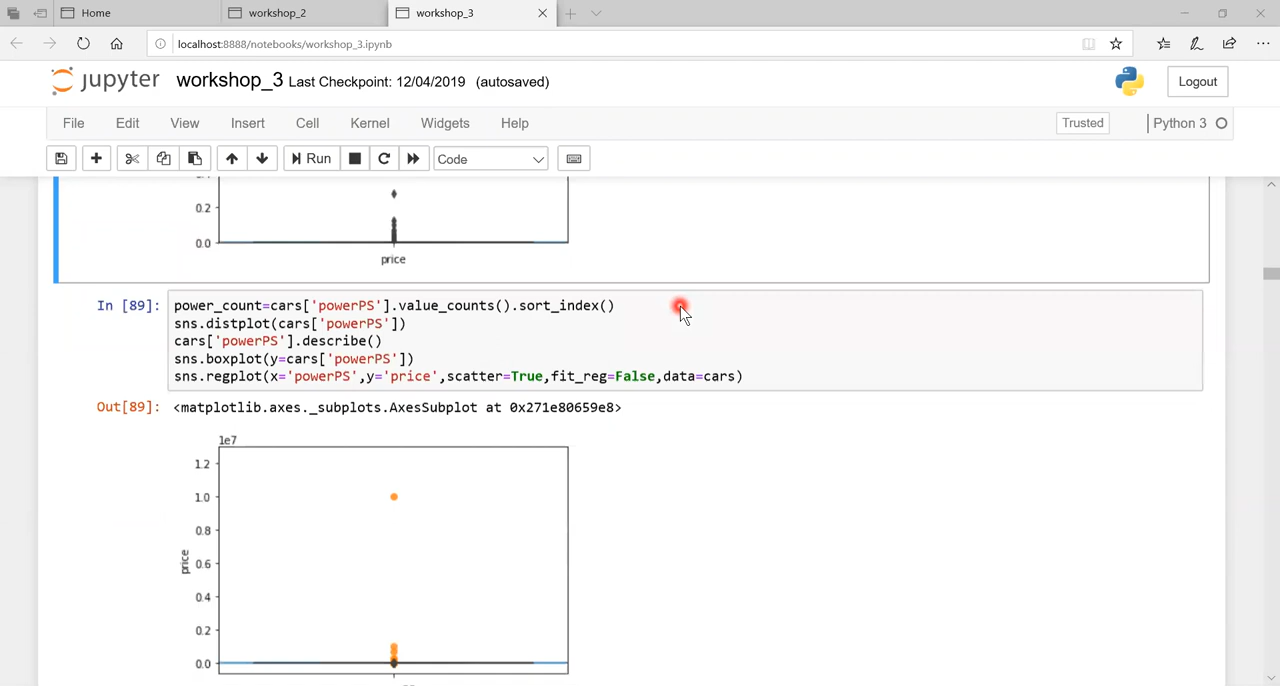 Home
workshop_2
workshop_3
localhost:8888/notebooks/workshop_3.ipynb
jupyter workshop_3 Last Checkpoint: 12/04/2019 (autosaved)
Logout
File Edit View Insert Cell Kernel Widgets Help
Trusted
Python 3
Run
Code
0.2
0.0
price
In [89]:
power_count=cars['powerPS'].value_counts().sort_index()
sns.distplot(cars['powerPS'])
cars['powerPS'].describe()
sns.boxplot(y=cars['powerPS'])
sns.regplot(x='powerPS',y='price',scatter=True,fit_reg=False,data=cars)
Out[89]: <matplotlib.axes._subplots.AxesSubplot at 0x271e80659e8>
1e7
1.2
1.0
0.8
price
0.6
0.4
0.2
0.0